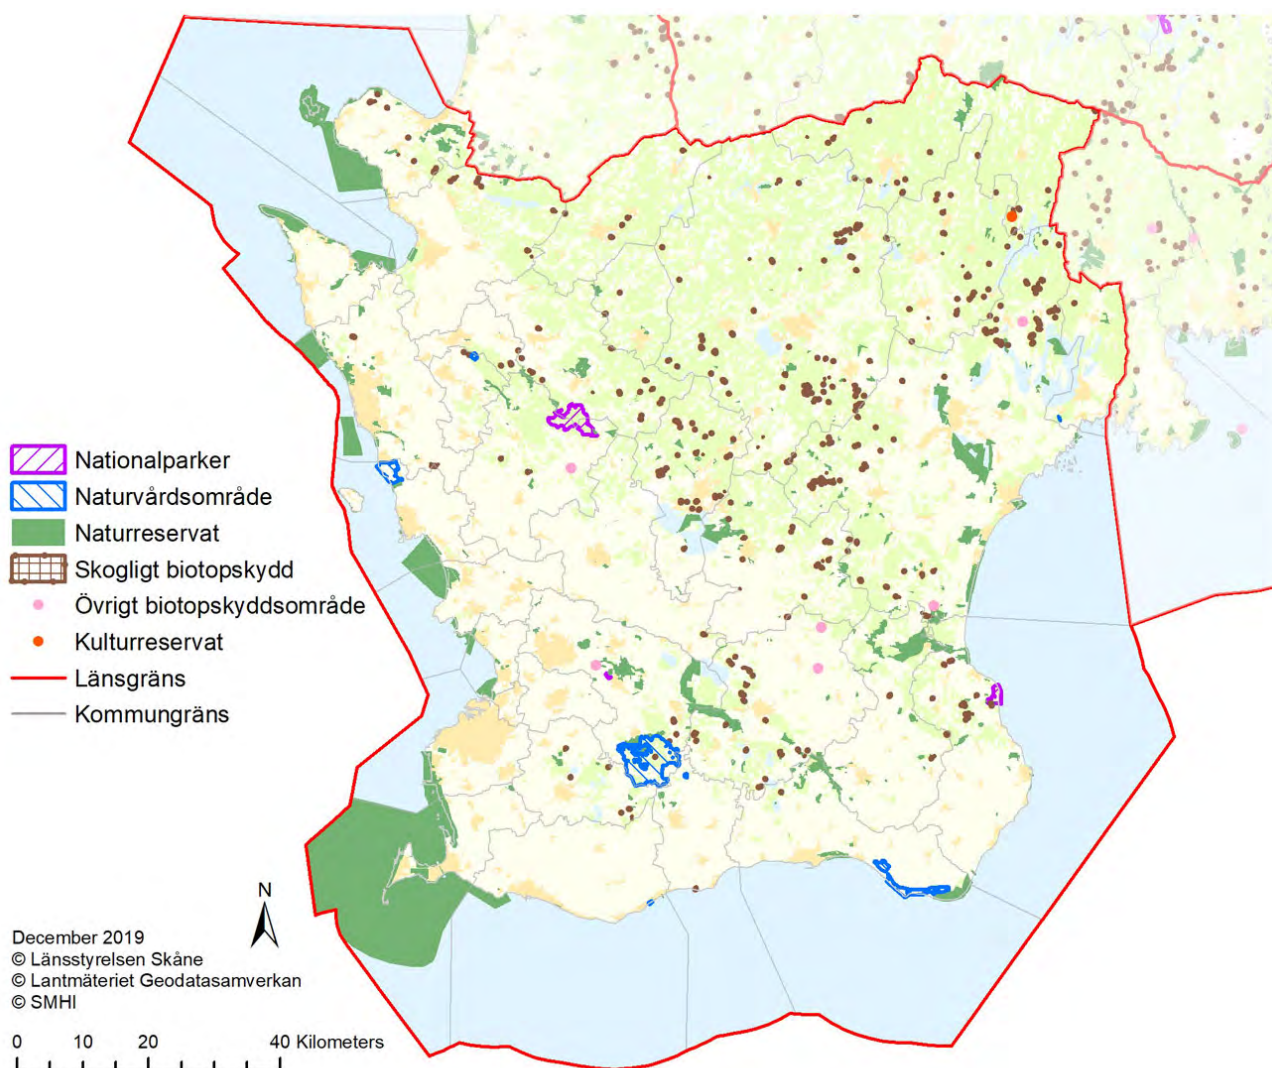 Nationalparker
Naturvårdsområde
Naturreservat
Skogligt biotopskydd
Övrigt biotopskyddsområde
Kulturreservat
Länsgräns
Kommungräns
N
December 2019
© Länsstyrelsen Skåne
© Lantmäteriet Geodatasamverkan
© SMHI
0 10 20 40 Kilometers